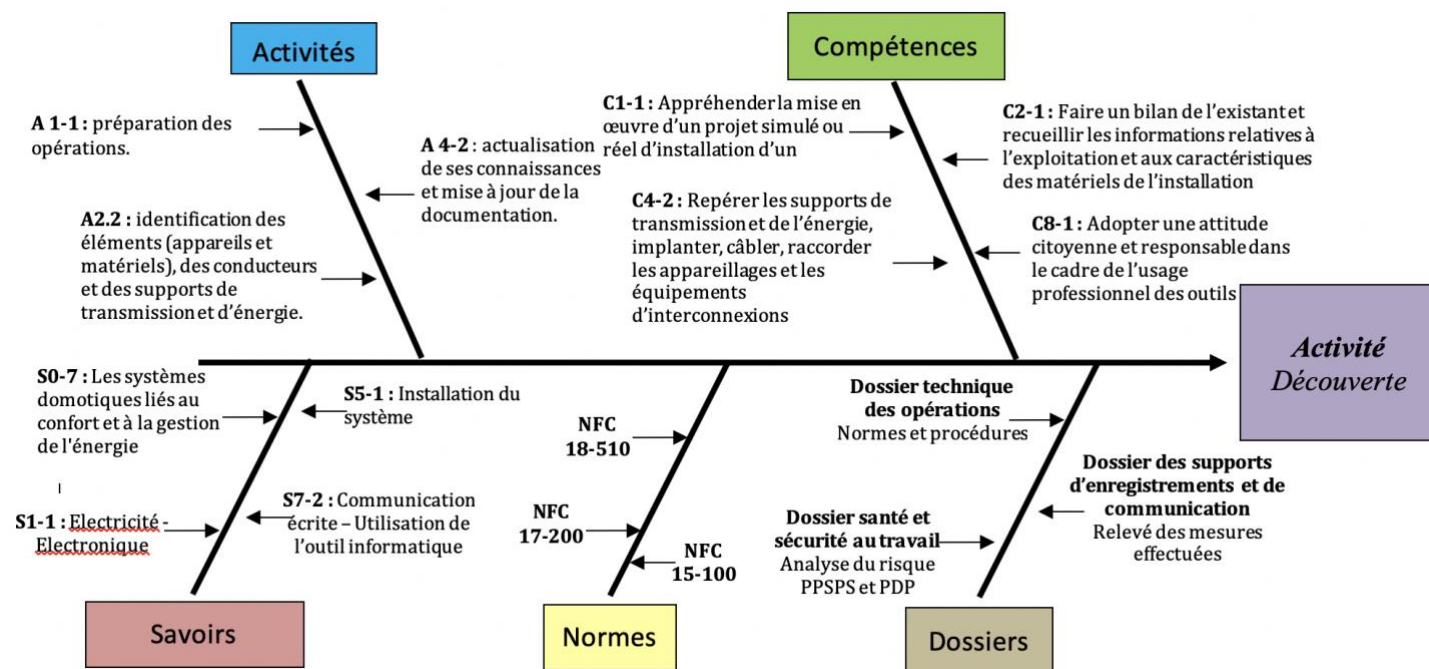 Activités
Compétences
A 1-1 : préparation des
opérations.
A 4-2 : actualisation
de ses connaissances
et mise à jour de la
documentation.
A2.2 : identification des
éléments (appareils et
matériels), des conducteurs
et des supports de
transmission et d'énergie.
C1-1 : Appréhender la mise en
œuvre d'un projet simulé ou
réel d'installation d'un
C4-2 : Repérer les supports de
transmission et de l'énergie,
implanter, câbler, raccorder
les appareillages et les
équipements
d'interconnexions
C2-1 : Faire un bilan de l'existant et
recueillir les informations relatives à
l'exploitation et aux caractéristiques
des matériels de l'installation
C8-1 : Adopter une attitude
citoyenne et responsable dans
le cadre de l'usage
professionnel des outils
Activité
Découverte
S0-7 : Les systèmes
domotiques liés au
confort et à la gestion
de l'énergie
S5-1 : Installation du
système
S1-1 : Electricité -
Electronique
S7-2 : Communication
écrite – Utilisation de
l'outil informatique
NFC
18-510
NFC
17-200
NFC
15-100
Dossier technique
des opérations
Normes et procédures
Dossier santé et
sécurité au travail
Analyse du risque
PPSPS et PDP
Dossier des supports
d'enregistrements et de
communication
Relevé des mesures
effectuées
Savoirs
Normes
Dossiers